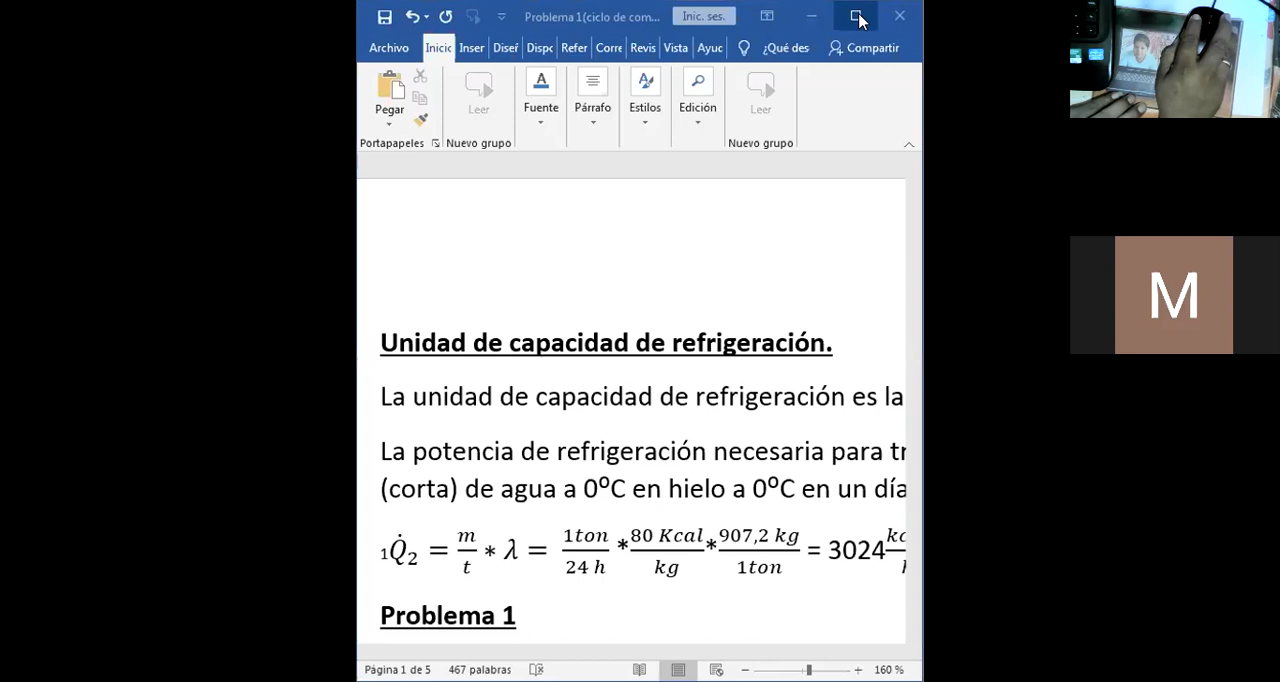 Problema 1(ciclo de com...
Inic. ses.
Archivo Inicio Inser Diseñ Dispo Refer Corre Revis Vista Ayuc ¿Qué des Compartir
Pegar
Leer
Fuente
Párrafo
Estilos
Edición
Leer
Portapapeles
Nuevo grupo
Nuevo grupo
Unidad de capacidad de refrigeración.
La unidad de capacidad de refrigeración es la
La potencia de refrigeración necesaria para tr
(corta) de agua a 0ºC en hielo a 0ºC en un día
₁Q̇₂ = m/t * λ = 1ton/24 h * 80 Kcal/kg * 907,2 kg/1ton = 3024 kc/h
Problema 1
Página 1 de 5 467 palabras 160 %
M